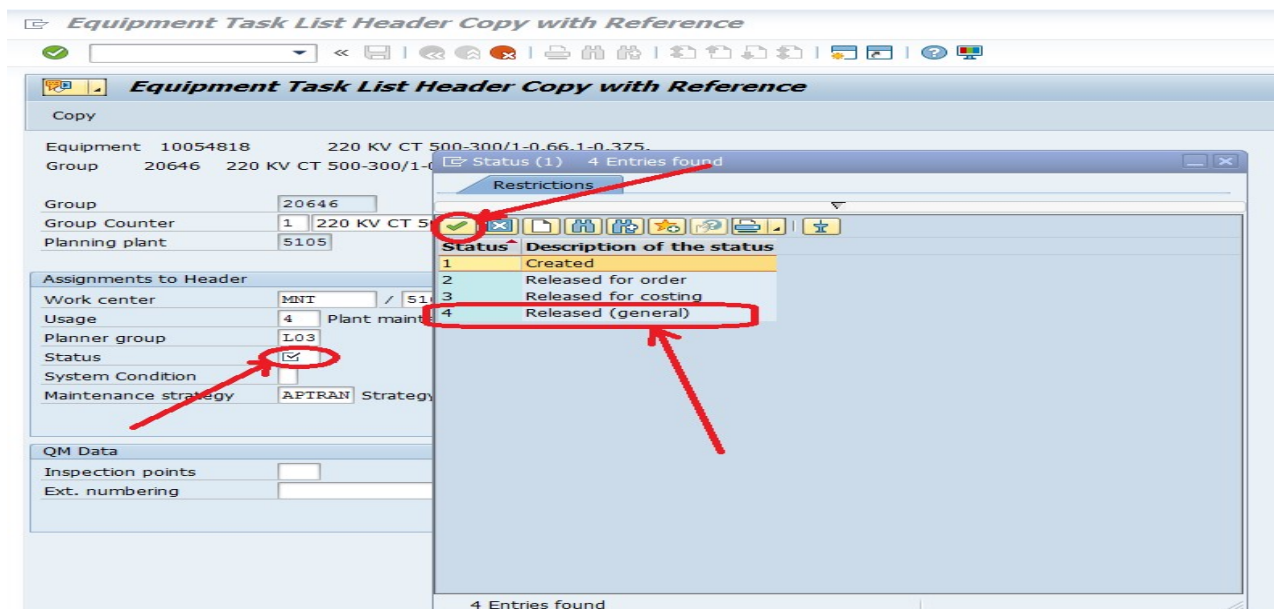 Equipment Task List Header Copy with Reference
Equipment Task List Header Copy with Reference
Copy
Equipment 10054818 220 KV CT 500-300/1-0.66,1-0.375,
Group 20646 220 KV CT 500-300/1-
Status (1) 4 Entries found
Restrictions
Group 20646
Group Counter 1 220 KV CT
Planning plant 5105
Status Description of the status
1 Created
2 Released for order
3 Released for costing
4 Released (general)
Assignments to Header
Work center MNT /
Usage 4 Plant
Planner group L03
Status
System Condition
Maintenance strategy APTRAN Strategy
QM Data
Inspection points
Ext. numbering
4 Entries found